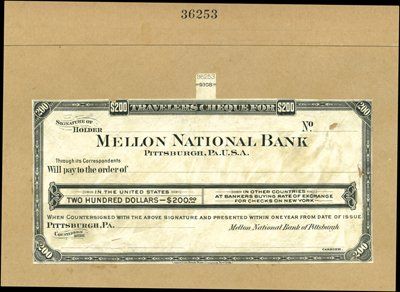 36253
36253
9308
$200 TRAVELERS CHEQUE FOR $200
SIGNATURE OF
HOLDER
No
MELLON NATIONAL BANK
PITTSBURGH, PA. U.S.A.
Through its Correspondents
Will pay to the order of
IN THE UNITED STATES
TWO HUNDRED DOLLARS—$200.00
IN OTHER COUNTRIES
AT BANKERS BUYING RATE OF EXCHANGE
FOR CHECKS ON NEW YORK
WHEN COUNTERSIGNED WITH THE ABOVE SIGNATURE AND PRESENTED WITHIN ONE YEAR FROM DATE OF ISSUE
PITTSBURGH, PA.
Mellon National Bank of Pittsburgh
COUNTERSIGN
HERE
200
200